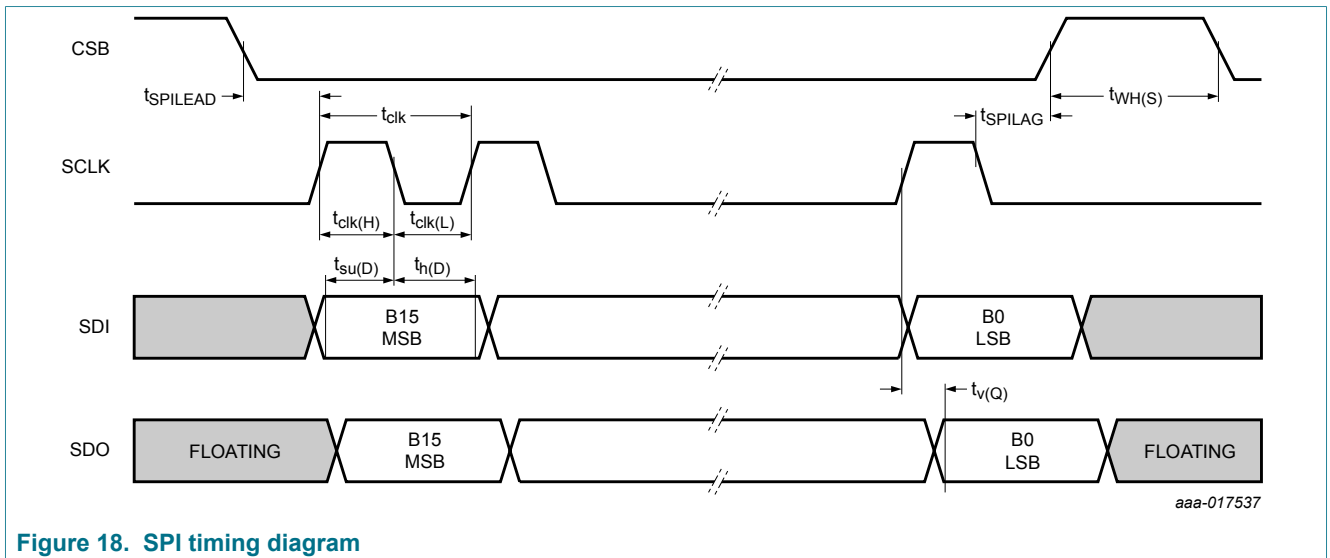 CSB
tSPILEAD
tclk
tSPILAG
tWH(S)
SCLK
tclk(H)
tclk(L)
tsu(D)
th(D)
SDI
B15
MSB
B0
LSB
tv(Q)
SDO
FLOATING
B15
MSB
B0
LSB
FLOATING
aaa-017537
Figure 18. SPI timing diagram